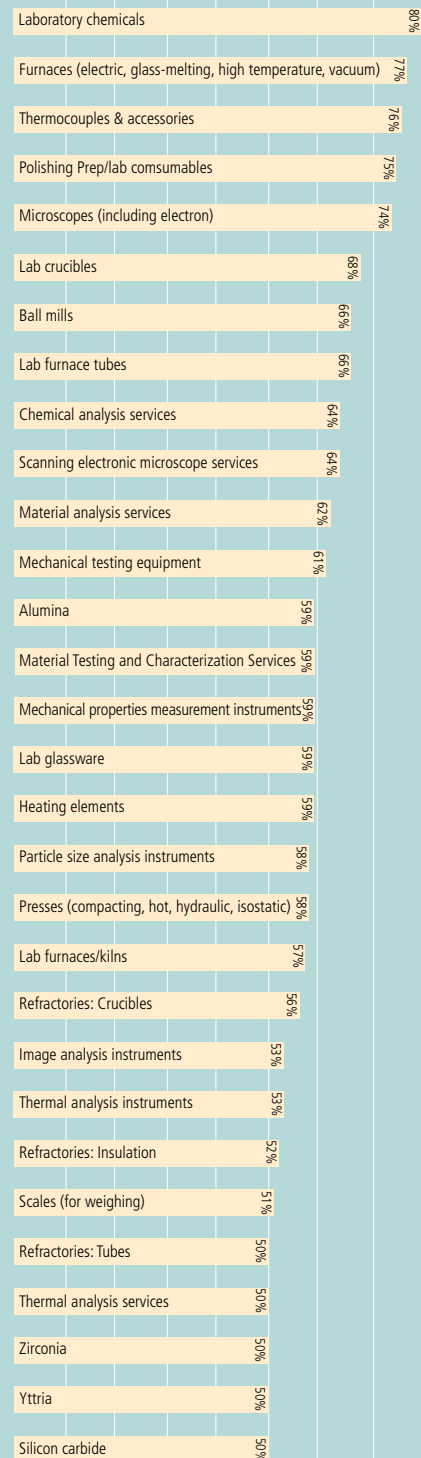 Laboratory chemicals 80%
Furnaces (electric, glass-melting, high temperature, vacuum) 77%
Thermocouples & accessories 76%
Polishing Prep/lab comsumables 75%
Microscopes (including electron) 74%
Lab crucibles 68%
Ball mills 66%
Lab furnace tubes 66%
Chemical analysis services 64%
Scanning electronic microscope services 64%
Material analysis services 62%
Mechanical testing equipment 61%
Alumina 59%
Material Testing and Characterization Services 59%
Mechanical properties measurement instruments 59%
Lab glassware 59%
Heating elements 59%
Particle size analysis instruments 58%
Presses (compacting, hot, hydraulic, isostatic) 58%
Lab furnaces/kilns 57%
Refractories: Crucibles 56%
Image analysis instruments 53%
Thermal analysis instruments 53%
Refractories: Insulation 52%
Scales (for weighing) 51%
Refractories: Tubes 50%
Thermal analysis services 50%
Zirconia 50%
Yttria 50%
Silicon carbide 50%